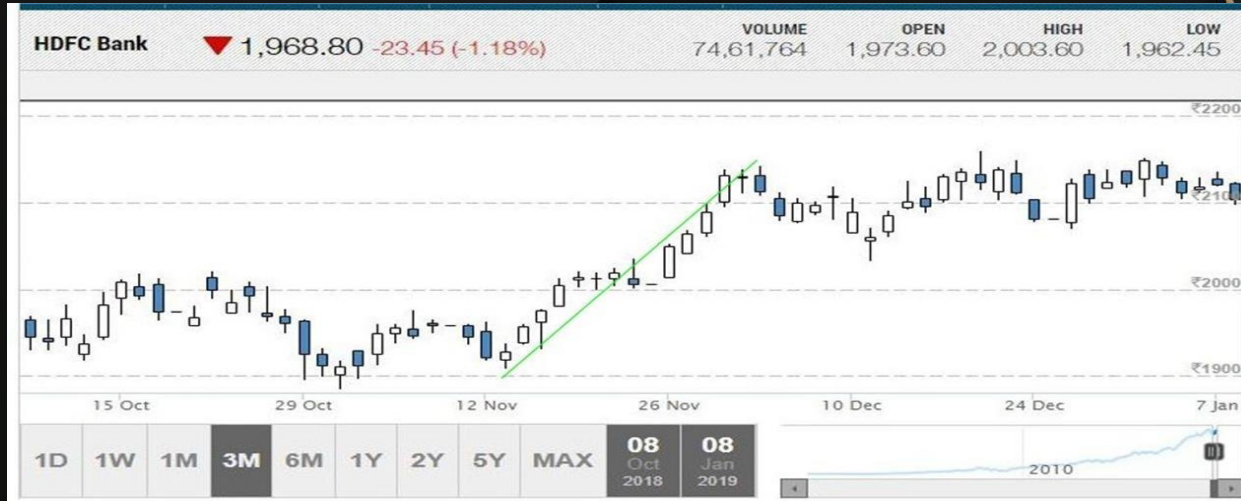 HDFC Bank ▼ 1,968.80 -23.45 (-1.18%)
VOLUME OPEN HIGH LOW
74,61,764 1,973.60 2,003.60 1,962.45
₹2200
₹2100
₹2000
₹1900
15 Oct 29 Oct 12 Nov 26 Nov 10 Dec 24 Dec 7 Jan
1D 1W 1M 3M 6M 1Y 2Y 5Y MAX
08 08
Oct Jan
2018 2019
2010